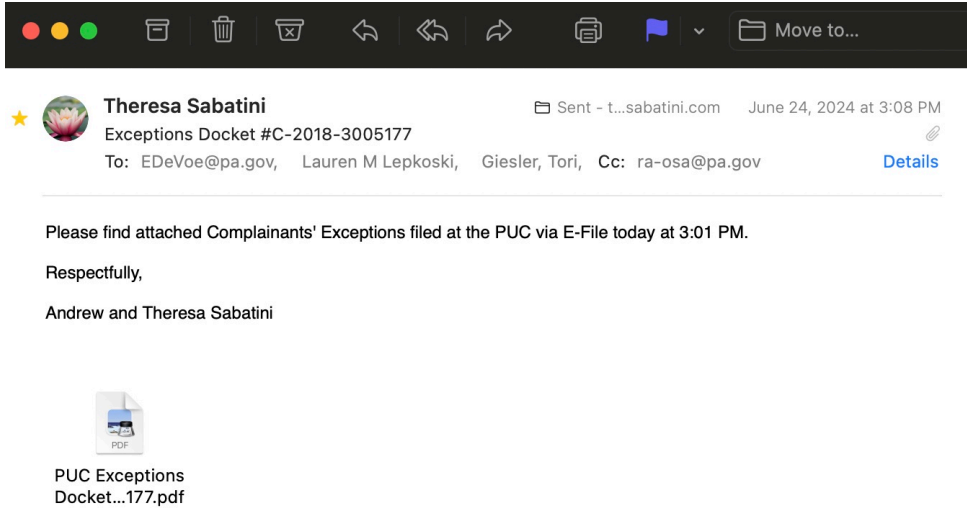 Move to...
Theresa Sabatini
Sent - t...sabatini.com June 24, 2024 at 3:08 PM
Exceptions Docket #C-2018-3005177
To: EDeVoe@pa.gov, Lauren M Lepkoski, Giesler, Tori, Cc: ra-osa@pa.gov Details
Please find attached Complainants' Exceptions filed at the PUC via E-File today at 3:01 PM.
Respectfully,
Andrew and Theresa Sabatini
PDF
PUC Exceptions
Docket...177.pdf